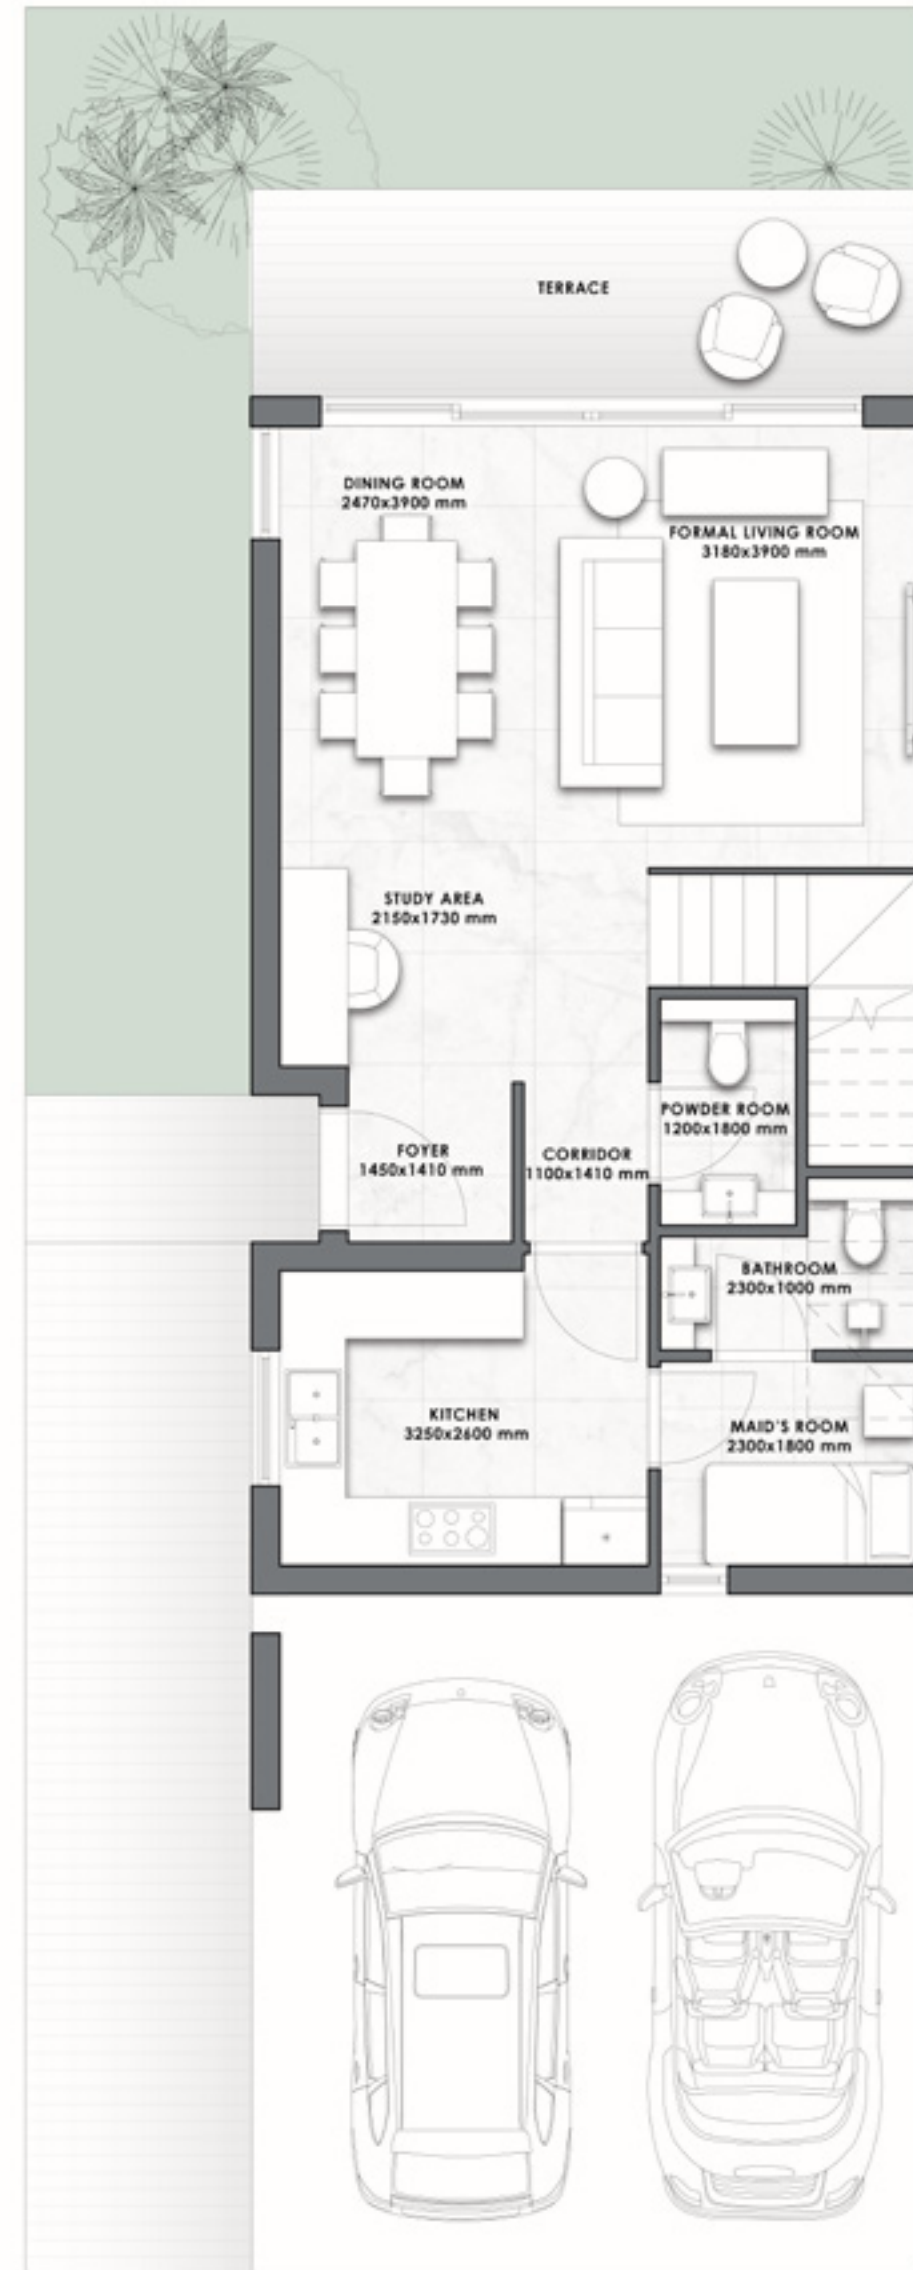 TERRACE
DINING ROOM
2470x3900 mm
FORMAL LIVING ROOM
3180x3900 mm
STUDY AREA
2150x1730 mm
POWDER ROOM
1200x1800 mm
FOYER
1450x1410 mm
CORRIDOR
1100x1410 mm
BATHROOM
2300x1000 mm
KITCHEN
3250x2600 mm
MAID'S ROOM
2300x1800 mm